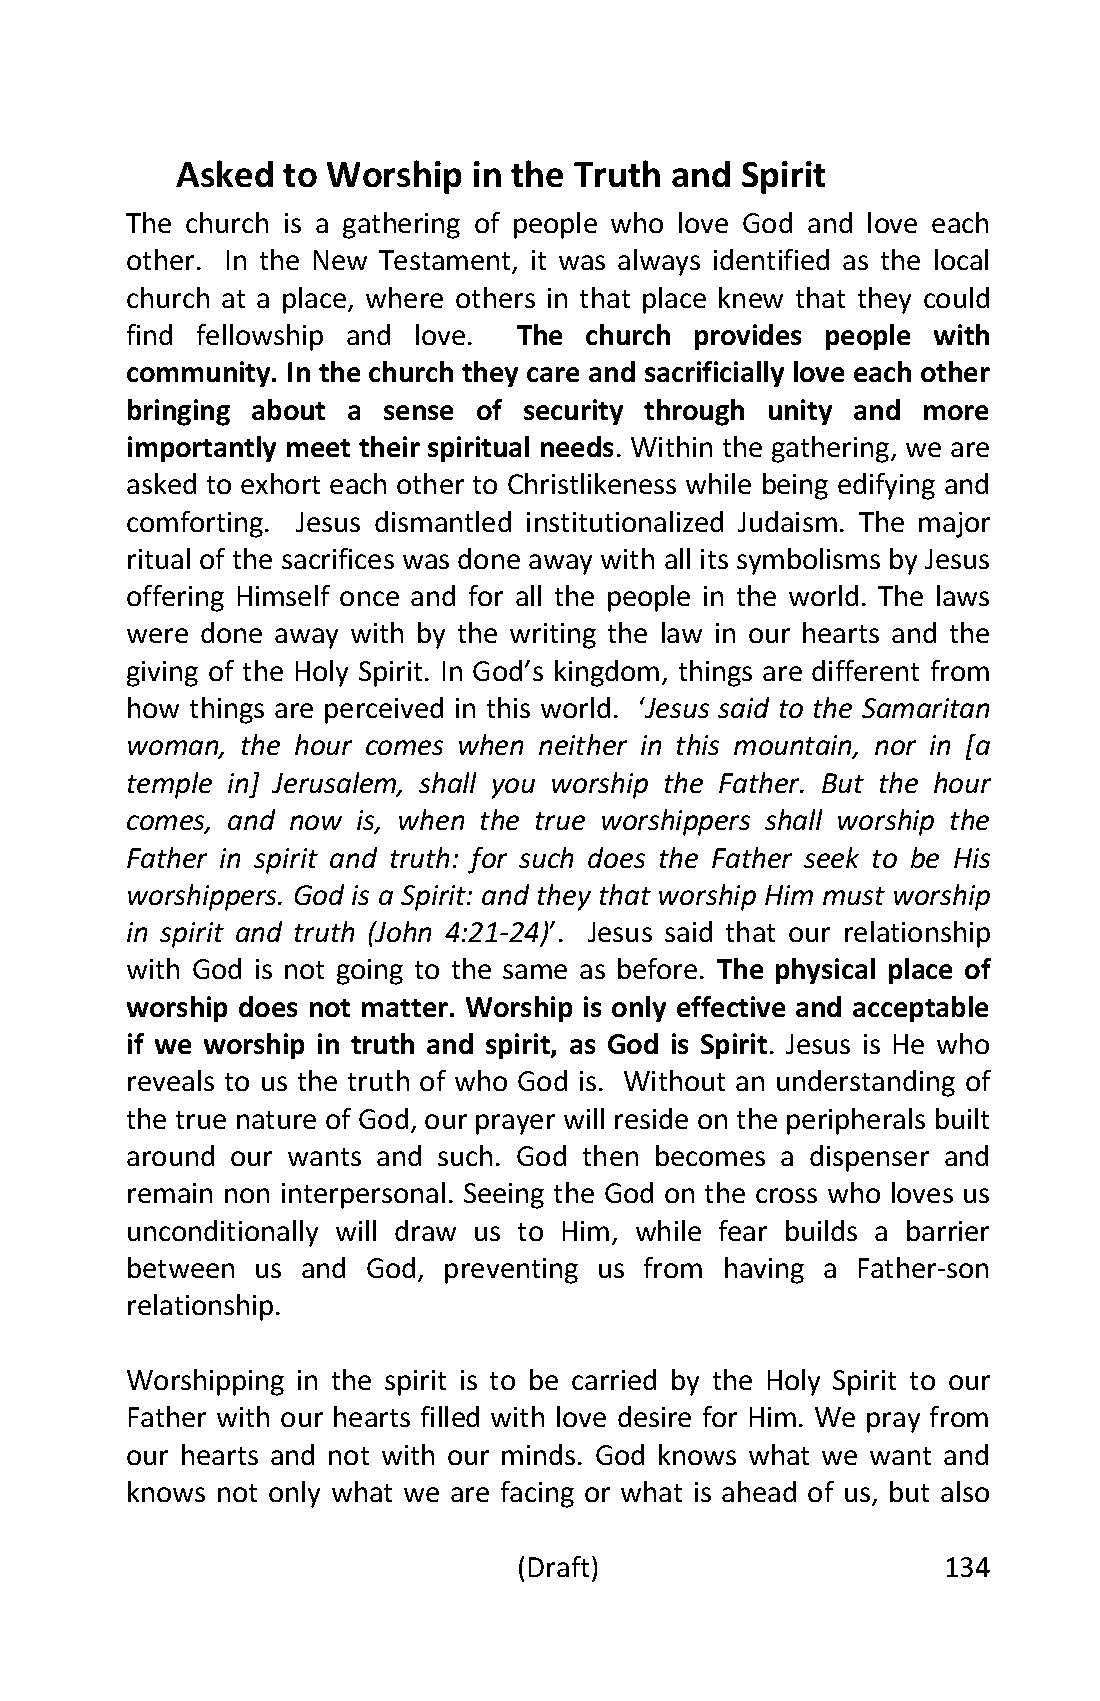 Asked to Worship in the Truth and Spirit
The church is a gathering of people who love God and love each
other. In the New Testament, it was always identified as the local
church at a place, where others in that place knew that they could
find fellowship and love. The church provides people with
community. In the church they care and sacrificially love each other
bringing about a sense of security through unity and more
importantly meet their spiritual needs. Within the gathering, we are
asked to exhort each other to Christlikeness while being edifying and
comforting. Jesus dismantled institutionalized Judaism. The major
ritual of the sacrifices was done away with all its symbolisms by Jesus
offering Himself once and for all the people in the world. The laws
were done away with by the writing the law in our hearts and the
giving of the Holy Spirit. In God’s kingdom, things are different from
how things are perceived in this world. ‘Jesus said to the Samaritan
woman, the hour comes when neither in this mountain, nor in [a
temple in] Jerusalem, shall you worship the Father. But the hour
comes, and now is, when the true worshippers shall worship the
Father in spirit and truth: for such does the Father seek to be His
worshippers. God is a Spirit: and they that worship Him must worship
in spirit and truth (John 4:21-24)’. Jesus said that our relationship
with God is not going to the same as before. The physical place of
worship does not matter. Worship is only effective and acceptable
if we worship in truth and spirit, as God is Spirit. Jesus is He who
reveals to us the truth of who God is. Without an understanding of
the true nature of God, our prayer will reside on the peripherals built
around our wants and such. God then becomes a dispenser and
remain non interpersonal. Seeing the God on the cross who loves us
unconditionally will draw us to Him, while fear builds a barrier
between us and God, preventing us from having a Father-son
relationship.
Worshipping in the spirit is to be carried by the Holy Spirit to our
Father with our hearts filled with love desire for Him. We pray from
our hearts and not with our minds. God knows what we want and
knows not only what we are facing or what is ahead of us, but also
(Draft) 134